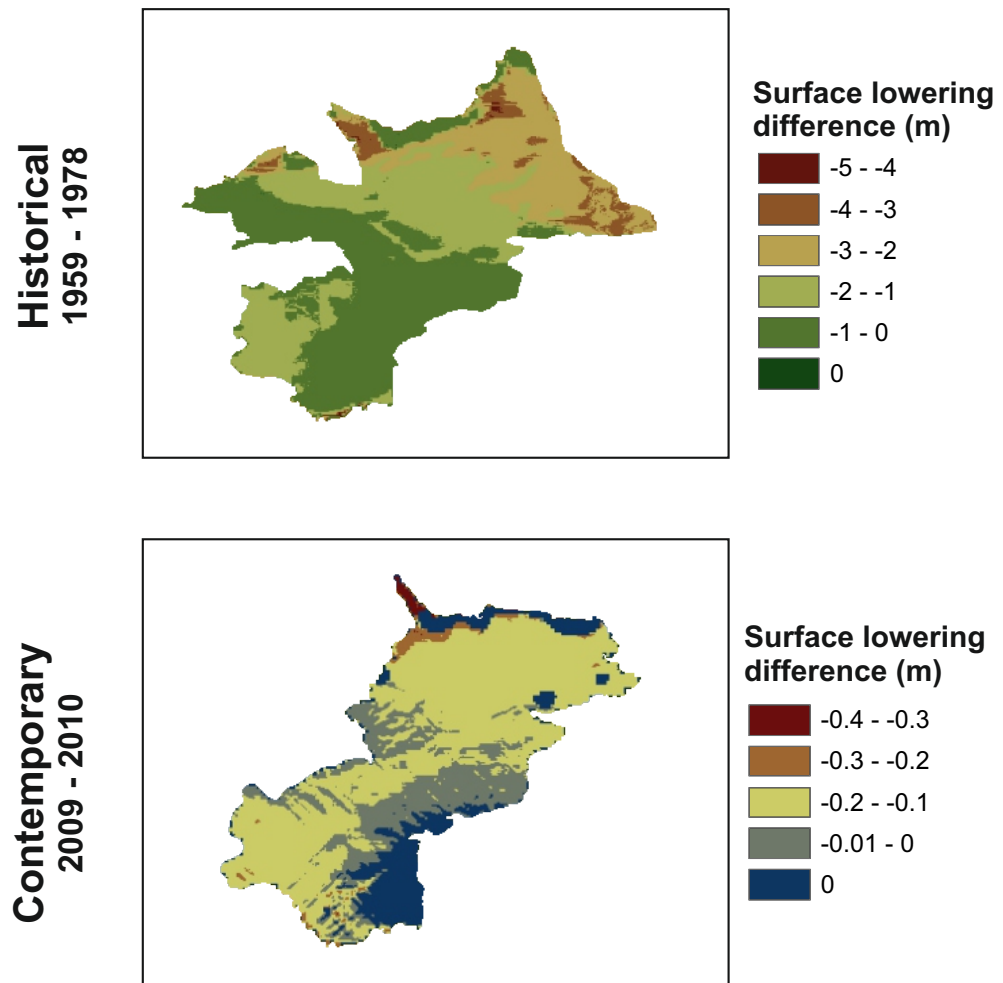 Historical
1959 - 1978
Surface lowering
difference (m)
-5 - -4
-4 - -3
-3 - -2
-2 - -1
-1 - 0
0
Contemporary
2009 - 2010
Surface lowering
difference (m)
-0.4 - -0.3
-0.3 - -0.2
-0.2 - -0.1
-0.01 - 0
0